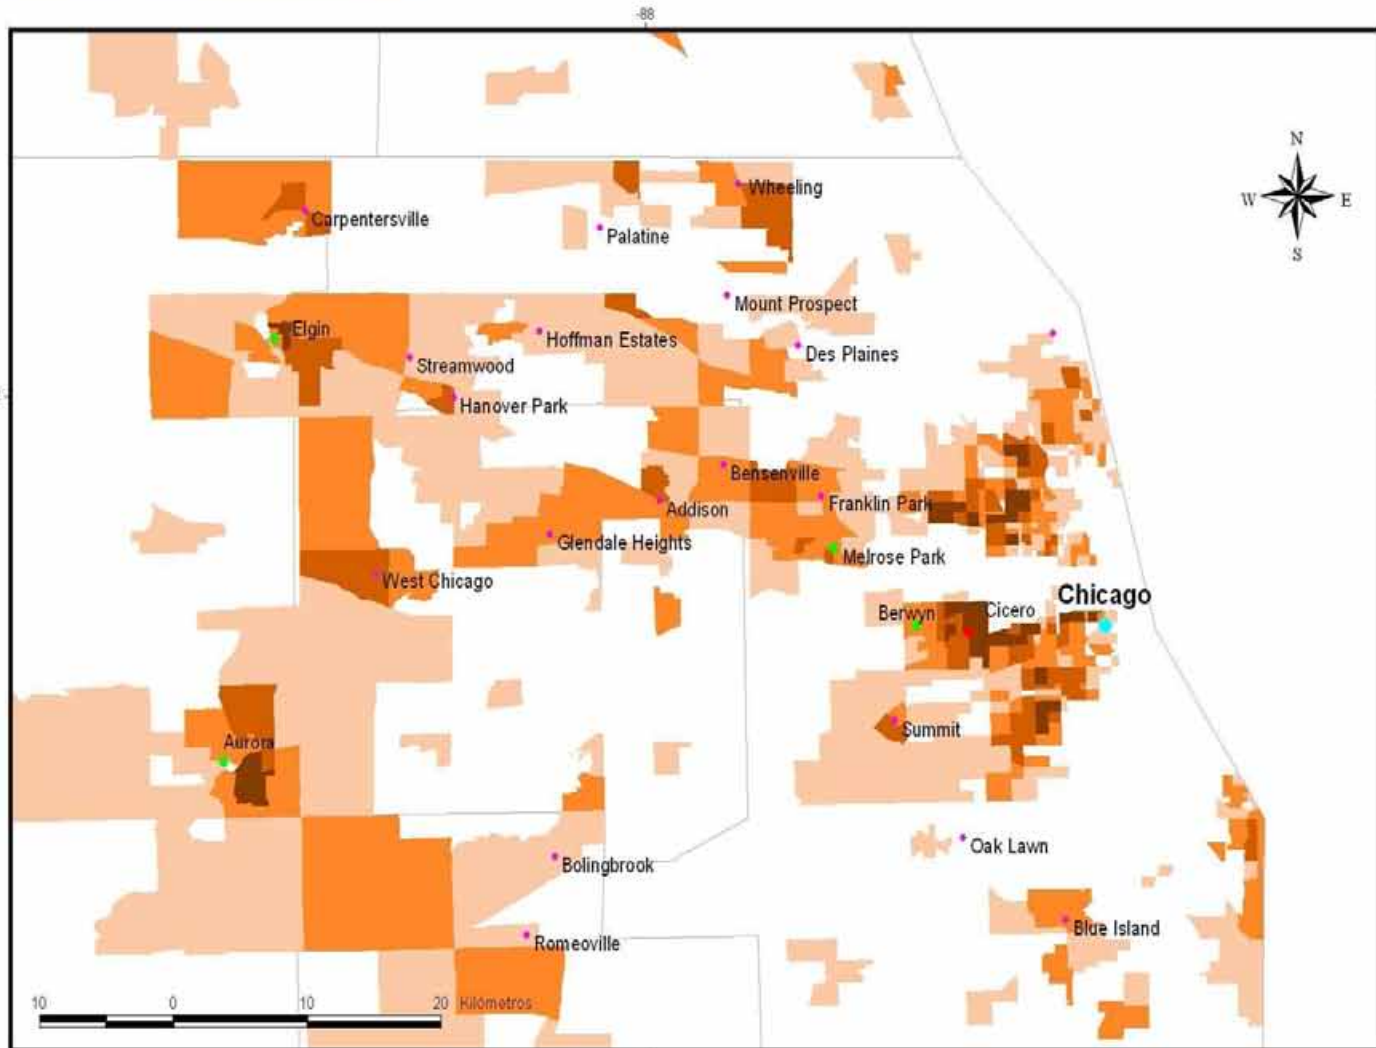 -88
N
W E
S
Wheeling
Carpentersville
Palatine
Mount Prospect
Elgin
Hoffman Estates
Des Plaines
Streamwood
Hanover Park
Bensenville
Franklin Park
Addison
Glendale Heights
Melrose Park
West Chicago
Chicago
Berwyn
Cicero
Summit
Aurora
Oak Lawn
Bolingbrook
Blue Island
Romeoville
10 0 10 20 Kilómetros